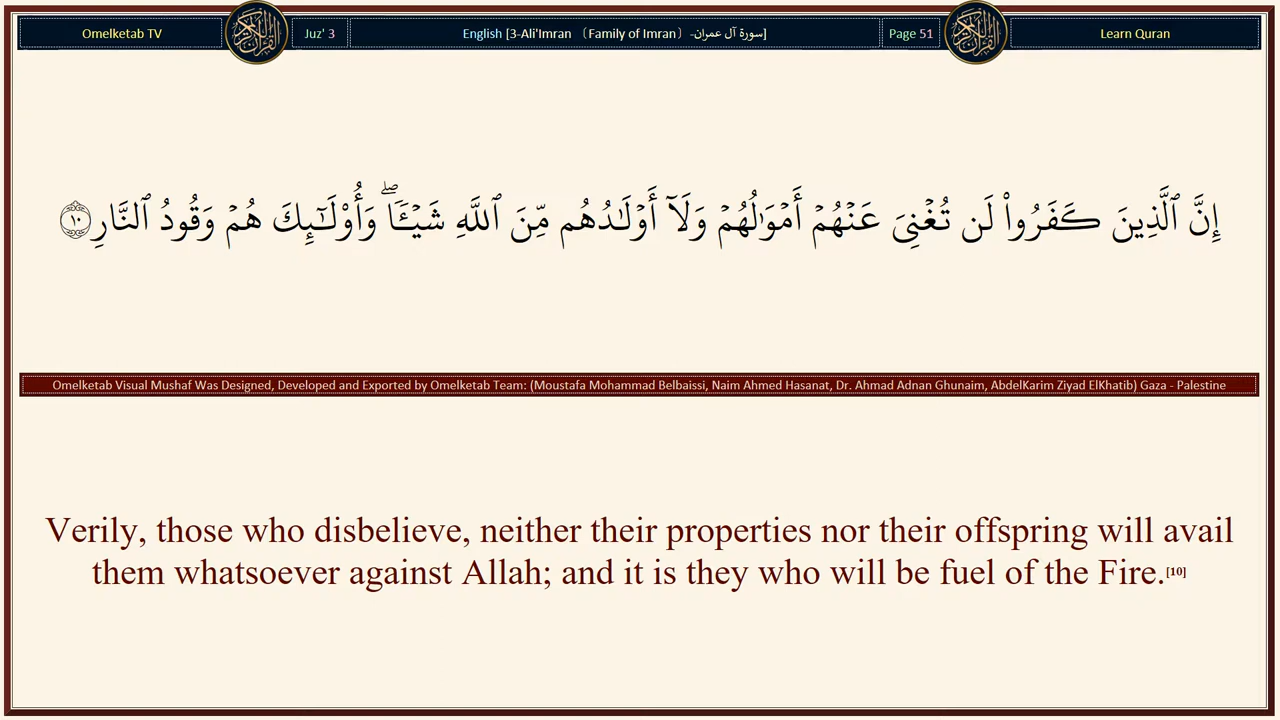 Omelketab TV
Juz' 3
English [3-Ali'Imran （Family of Imran）-سورة آل عمران]
Page 51
Learn Quran
إِنَّ ٱلَّذِينَ كَفَرُوا۟ لَن تُغْنِىَ عَنْهُمْ أَمْوَٰلُهُمْ وَلَآ أَوْلَـٰدُهُم مِّنَ ٱللَّهِ شَيْـًٔا ۖ وَأُو۟لَـٰٓئِكَ هُمْ وَقُودُ ٱلنَّارِ ١٠
Omelketab Visual Mushaf Was Designed, Developed and Exported by Omelketab Team: (Moustafa Mohammad Belbaissi, Naim Ahmed Hasanat, Dr. Ahmad Adnan Ghunaim, AbdelKarim Ziyad ElKhatib) Gaza - Palestine
Verily, those who disbelieve, neither their properties nor their offspring will avail
them whatsoever against Allah; and it is they who will be fuel of the Fire.[10]